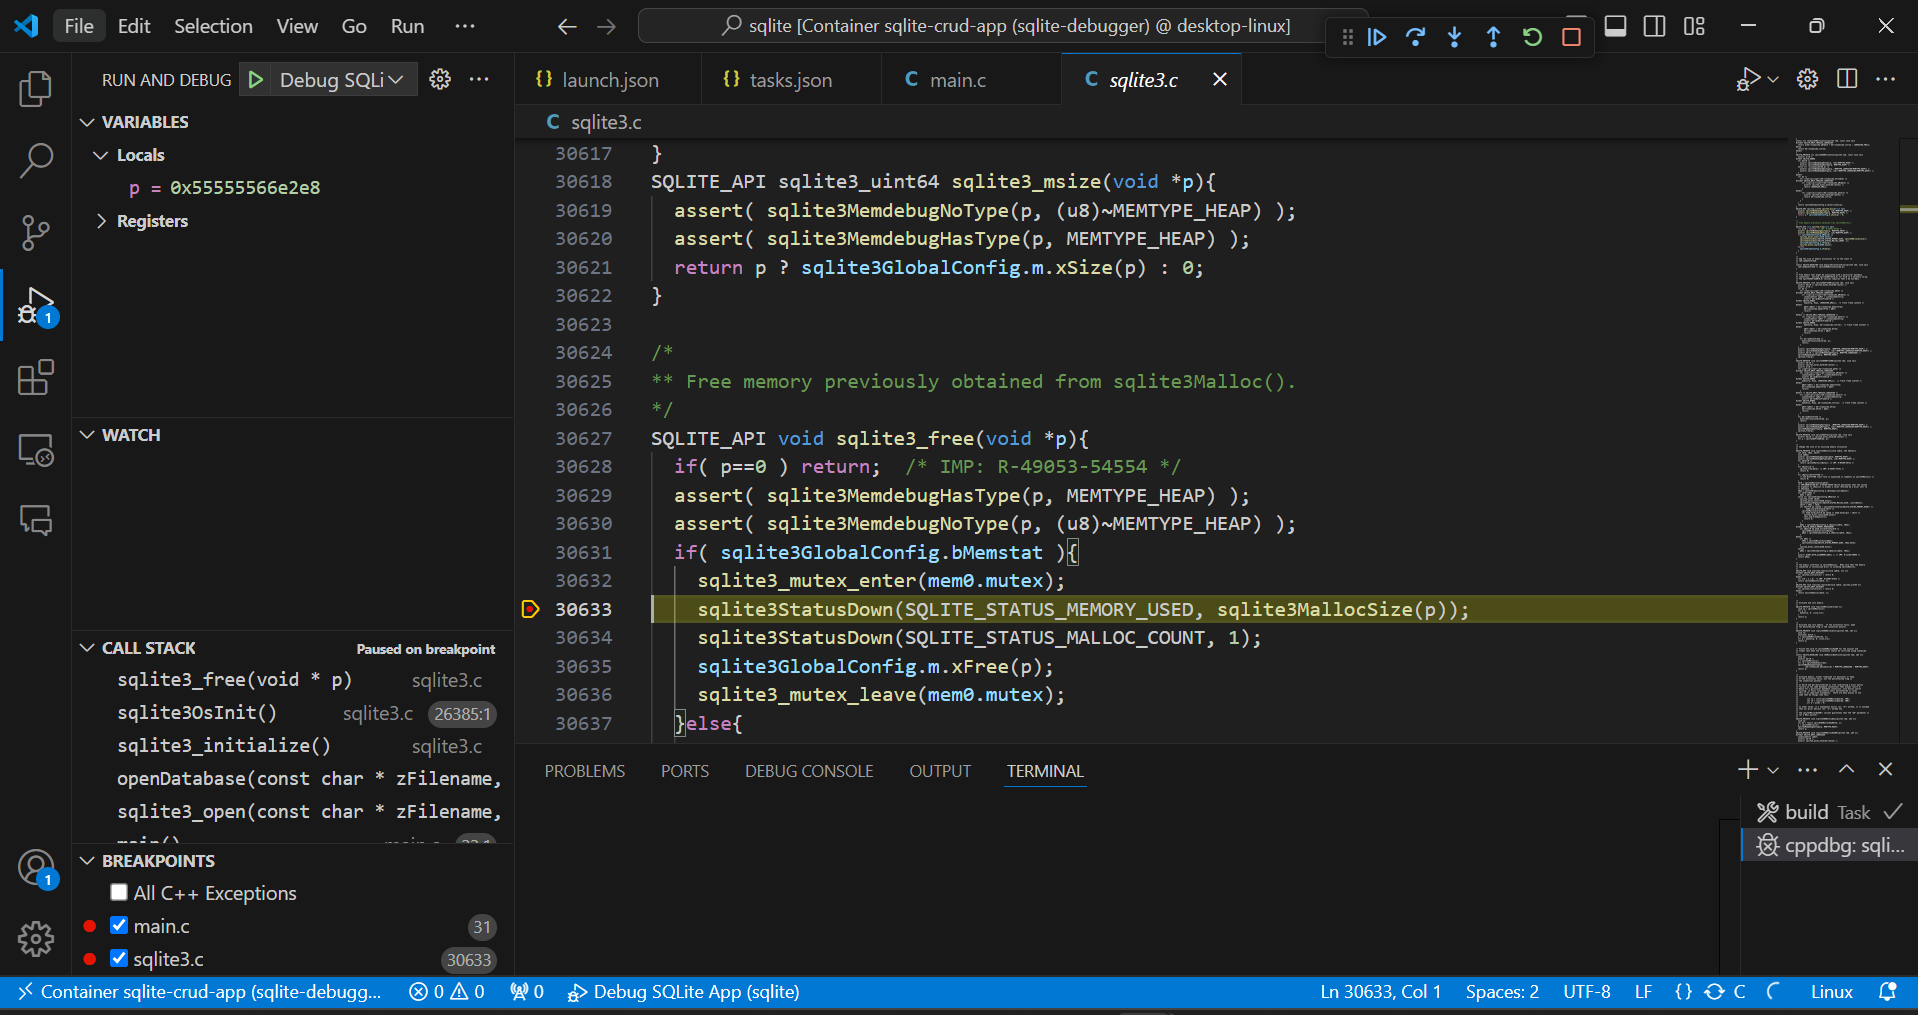 File Edit Selection View Go Run ···
sqlite [Container sqlite-crud-app (sqlite-debugger) @ desktop-linux]
RUN AND DEBUG Debug SQLi
VARIABLES
Locals
p = 0x55555566e2e8
Registers
WATCH
CALL STACK Paused on breakpoint
sqlite3_free(void * p) sqlite3.c
sqlite3OsInit() sqlite3.c 26385:1
sqlite3_initialize() sqlite3.c
openDatabase(const char * zFilename,
sqlite3_open(const char * zFilename,
BREAKPOINTS
All C++ Exceptions
main.c 31
sqlite3.c 30633
1
1
{} launch.json {} tasks.json C main.c C sqlite3.c
C sqlite3.c
30617 }
30618 SQLITE_API sqlite3_uint64 sqlite3_msize(void *p){
30619 assert( sqlite3MemdebugNoType(p, (u8)~MEMTYPE_HEAP) );
30620 assert( sqlite3MemdebugHasType(p, MEMTYPE_HEAP) );
30621 return p ? sqlite3GlobalConfig.m.xSize(p) : 0;
30622 }
30623
30624 /*
30625 ** Free memory previously obtained from sqlite3Malloc().
30626 */
30627 SQLITE_API void sqlite3_free(void *p){
30628 if( p==0 ) return; /* IMP: R-49053-54554 */
30629 assert( sqlite3MemdebugHasType(p, MEMTYPE_HEAP) );
30630 assert( sqlite3MemdebugNoType(p, (u8)~MEMTYPE_HEAP) );
30631 if( sqlite3GlobalConfig.bMemstat ){
30632 sqlite3_mutex_enter(mem0.mutex);
30633 sqlite3StatusDown(SQLITE_STATUS_MEMORY_USED, sqlite3MallocSize(p));
30634 sqlite3StatusDown(SQLITE_STATUS_MALLOC_COUNT, 1);
30635 sqlite3GlobalConfig.m.xFree(p);
30636 sqlite3_mutex_leave(mem0.mutex);
30637 }else{
PROBLEMS PORTS DEBUG CONSOLE OUTPUT TERMINAL
build Task
cppdbg: sqli...
Container sqlite-crud-app (sqlite-debugg... 0 0 0 Debug SQLite App (sqlite) Ln 30633, Col 1 Spaces: 2 UTF-8 LF {} C Linux